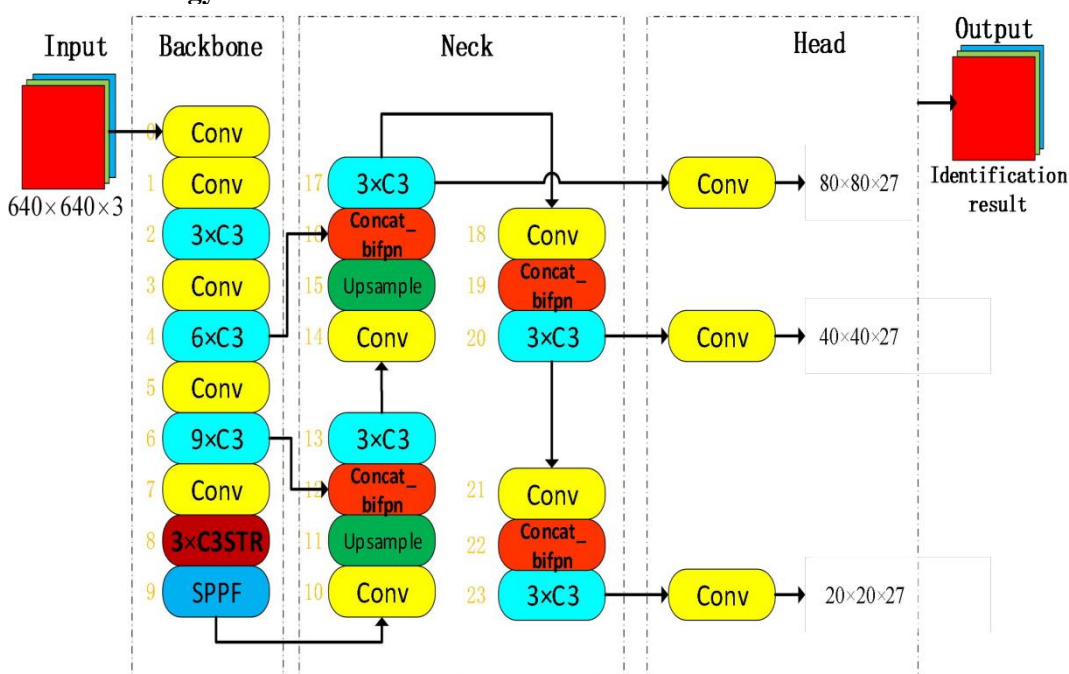 gy
Input
Backbone
Neck
Head
Output
640×640×3
0
Conv
1
Conv
2
3×C3
3
Conv
4
6×C3
5
Conv
6
9×C3
7
Conv
8
3×C3STR
9
SPPF
17
3×C3
16
Concat_
bifpn
15
Upsample
14
Conv
13
3×C3
12
Concat_
bifpn
11
Upsample
10
Conv
18
Conv
19
Concat_
bifpn
20
3×C3
21
Conv
22
Concat_
bifpn
23
3×C3
Conv
80×80×27
Conv
40×40×27
Conv
20×20×27
Identification
result